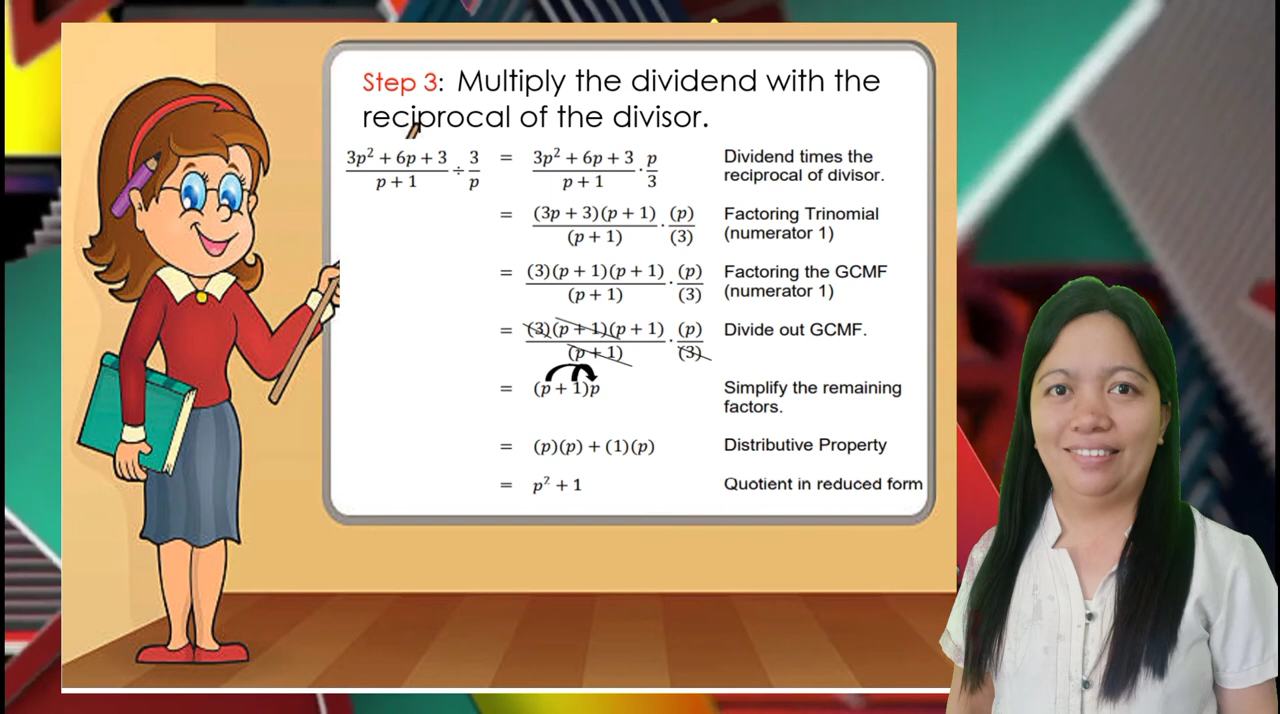 Step 3: Multiply the dividend with the
reciprocal of the divisor.
(3p² + 6p + 3)/(p + 1) ÷ 3/p = (3p² + 6p + 3)/(p + 1) · p/3 Dividend times the
reciprocal of divisor.
= (3p + 3)(p + 1)/(p + 1) · (p)/(3) Factoring Trinomial
(numerator 1)
= (3)(p + 1)(p + 1)/(p + 1) · (p)/(3) Factoring the GCMF
(numerator 1)
= (3)(p + 1)(p + 1)/(p + 1) · (p)/(3) Divide out GCMF.
= (p + 1)p Simplify the remaining
factors.
= (p)(p) + (1)(p) Distributive Property
= p² + 1 Quotient in reduced form